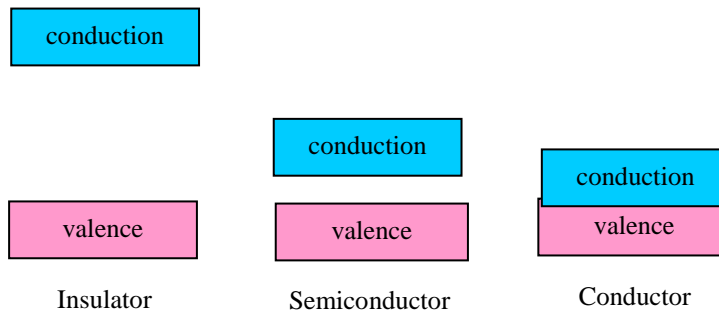 conduction
conduction
conduction
valence
valence
valence
Insulator
Semiconductor
Conductor